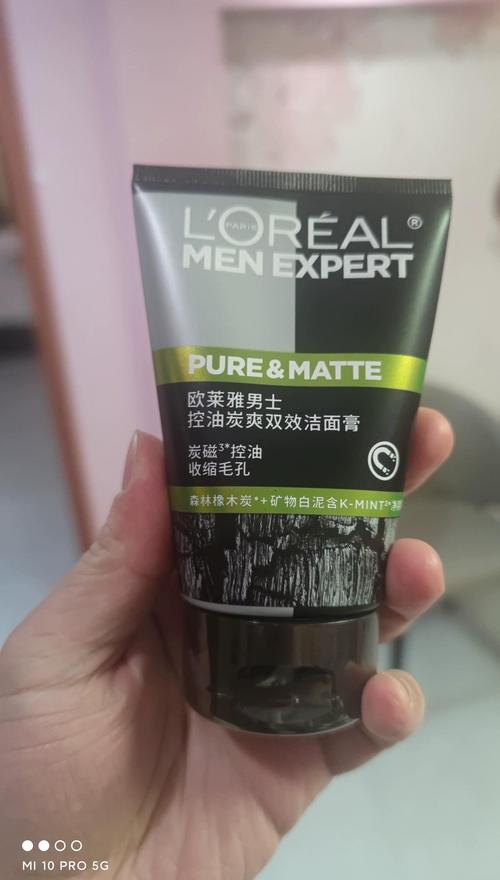 L'ORÉAL®
PARIS
MEN EXPERT
PURE & MATTE
欧莱雅男士
控油炭爽双效洁面膏
炭磁3*控油
收缩毛孔
森林橡木炭*+矿物白泥含K-MINT
MI 10 PRO 5G